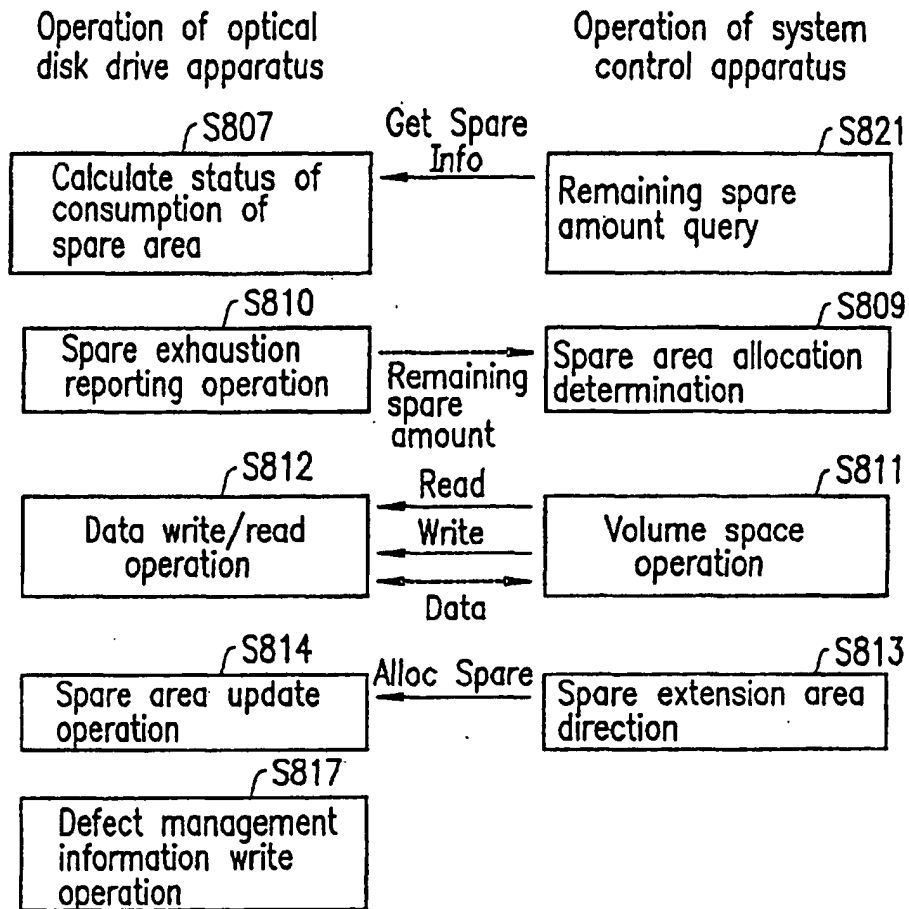 Operation of optical
disk drive apparatus
Operation of system
control apparatus
S807
Calculate status of
consumption of
spare area
Get Spare
Info
S821
Remaining spare
amount query
S810
Spare exhaustion
reporting operation
Remaining
spare
amount
S809
Spare area allocation
determination
S812
Data write/read
operation
Read
Write
Data
S811
Volume space
operation
S814
Spare area update
operation
Alloc Spare
S813
Spare extension area
direction
S817
Defect management
information write
operation